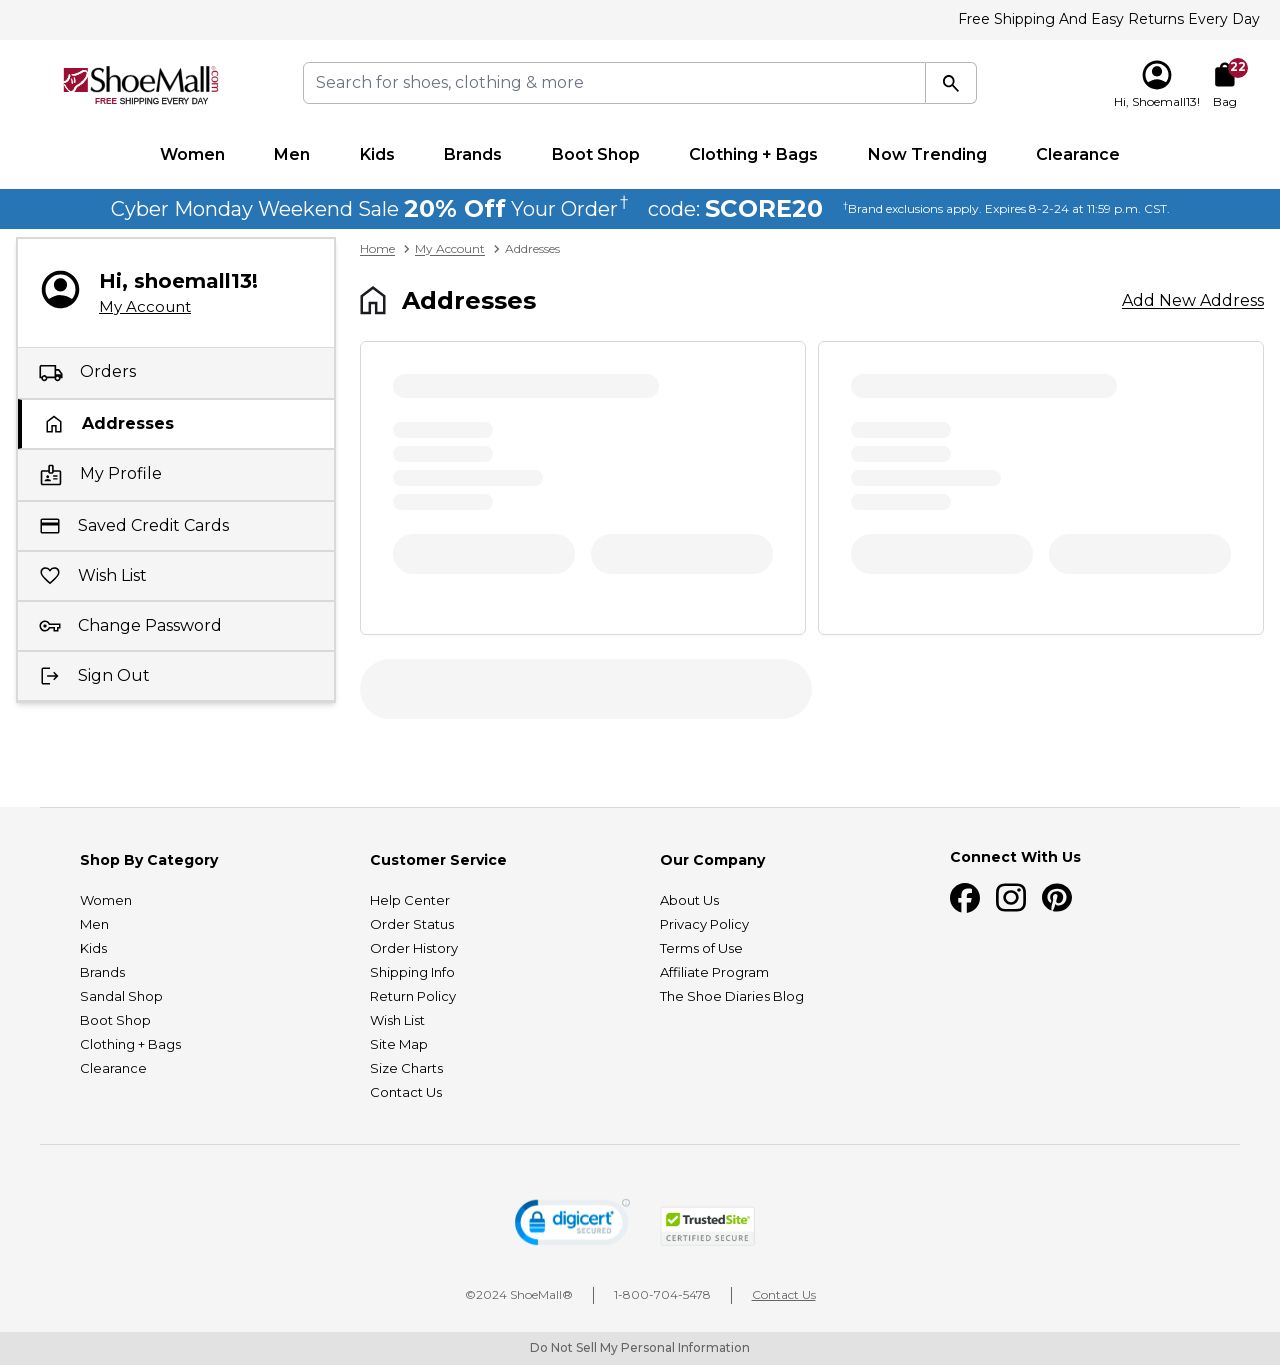 Free Shipping And Easy Returns Every Day
ShoeMall.com
FREE SHIPPING EVERY DAY
Search for shoes, clothing & more
22
Hi, Shoemall13!
Bag
Women
Men
Kids
Brands
Boot Shop
Clothing + Bags
Now Trending
Clearance
Cyber Monday Weekend Sale 20% Off Your Order† code: SCORE20 †Brand exclusions apply. Expires 8-2-24 at 11:59 p.m. CST.
Hi, shoemall13!
My Account
Orders
Addresses
My Profile
Saved Credit Cards
Wish List
Change Password
Sign Out
Home > My Account > Addresses
Addresses
Add New Address
Shop By Category
Women
Men
Kids
Brands
Sandal Shop
Boot Shop
Clothing + Bags
Clearance
Customer Service
Help Center
Order Status
Order History
Shipping Info
Return Policy
Wish List
Site Map
Size Charts
Contact Us
Our Company
About Us
Privacy Policy
Terms of Use
Affiliate Program
The Shoe Diaries Blog
Connect With Us
digicert
SECURED
TrustedSite
CERTIFIED SECURE
©2024 ShoeMall®
1-800-704-5478
Contact Us
Do Not Sell My Personal Information